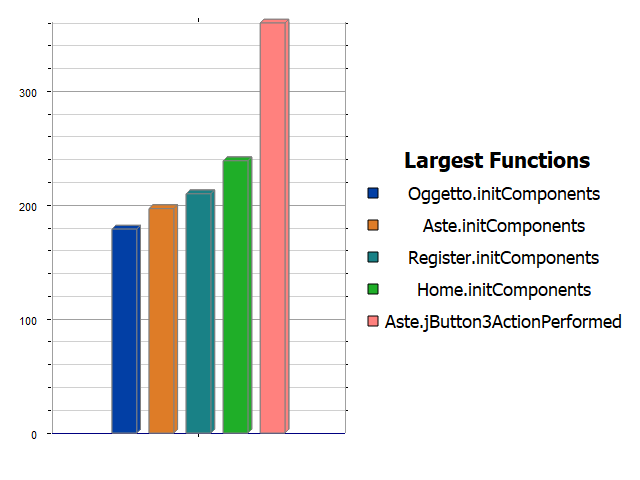 300
200
100
0
Largest Functions
Oggetto.initComponents
Aste.initComponents
Register.initComponents
Home.initComponents
Aste.jButton3ActionPerformed